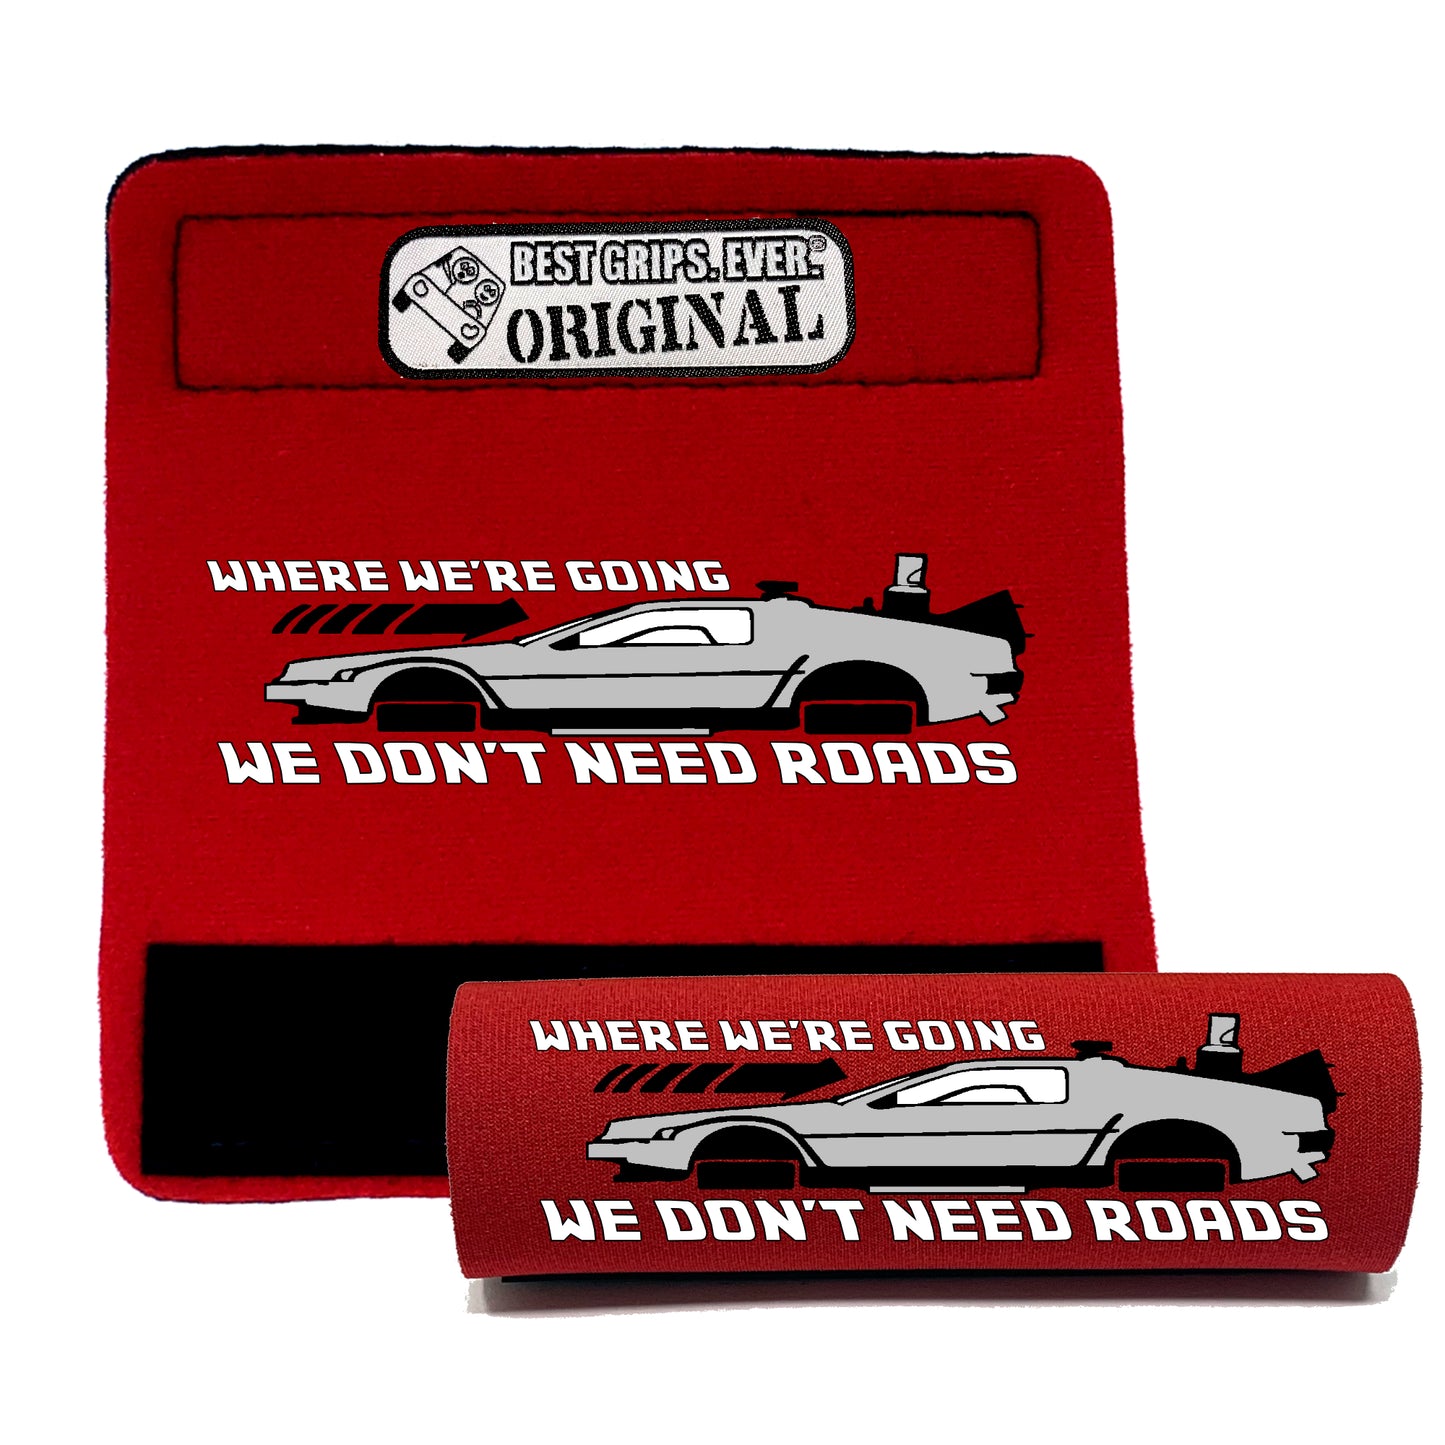 BEST GRIPS. EVER.®
ORIGINAL
WHERE WE'RE GOING
WE DON'T NEED ROADS
WHERE WE'RE GOING
WE DON'T NEED ROADS